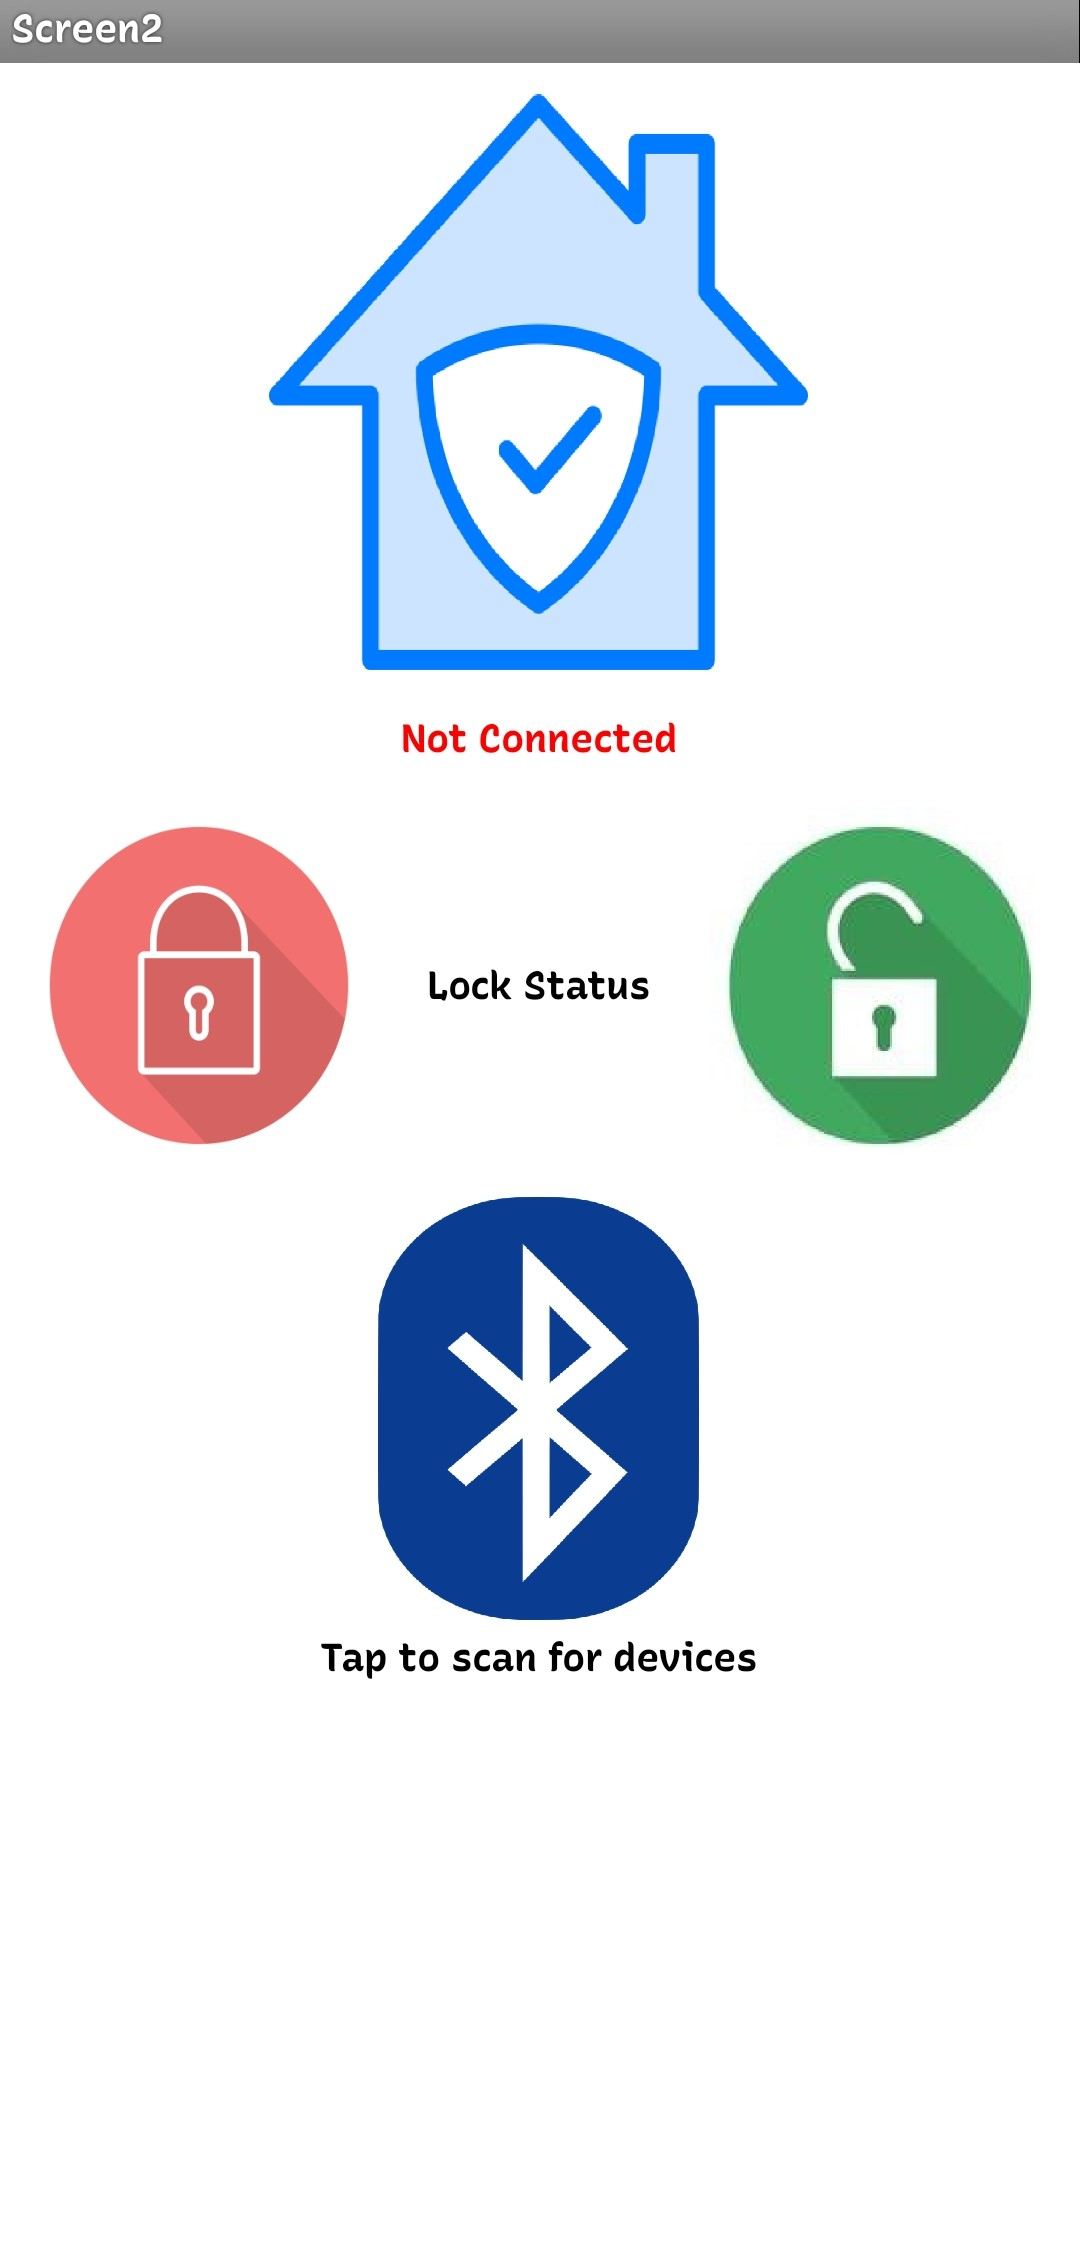 Screen2
Not Connected
Lock Status
Tap to scan for devices